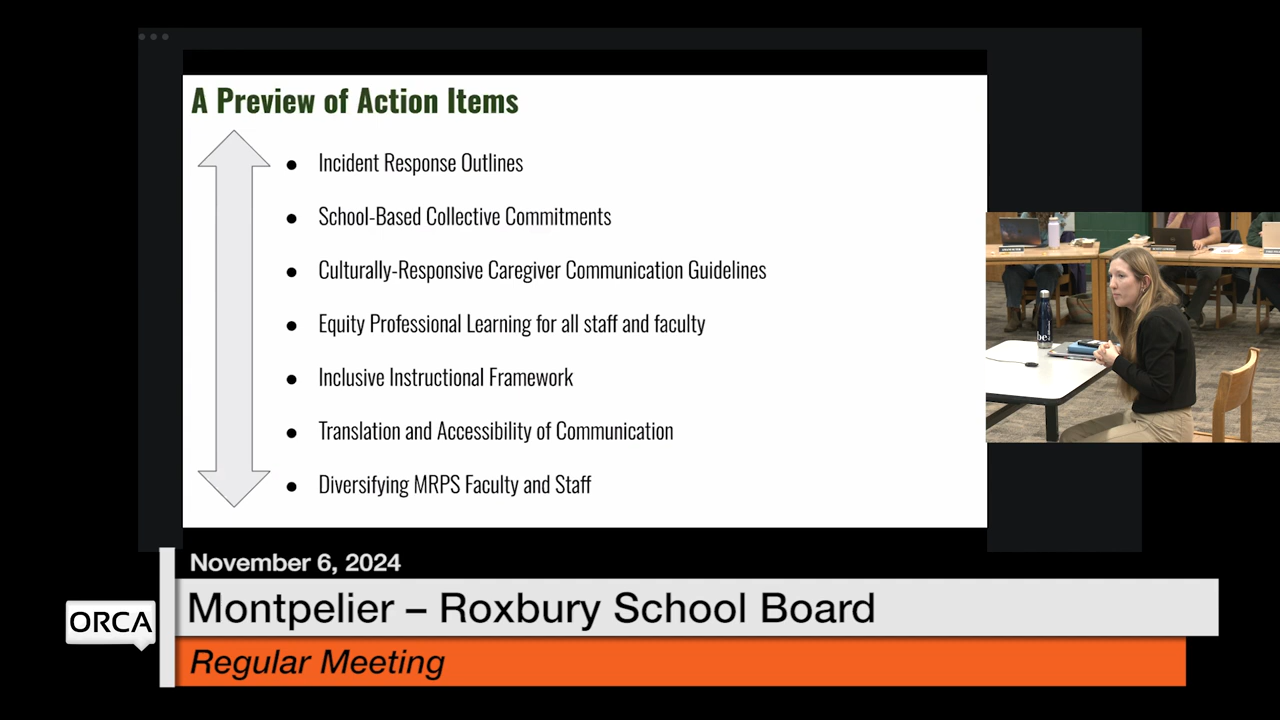 A Preview of Action Items
● Incident Response Outlines
● School-Based Collective Commitments
● Culturally-Responsive Caregiver Communication Guidelines
● Equity Professional Learning for all staff and faculty
● Inclusive Instructional Framework
● Translation and Accessibility of Communication
● Diversifying MRPS Faculty and Staff
be.
November 6, 2024
Montpelier – Roxbury School Board
ORCA
Regular Meeting